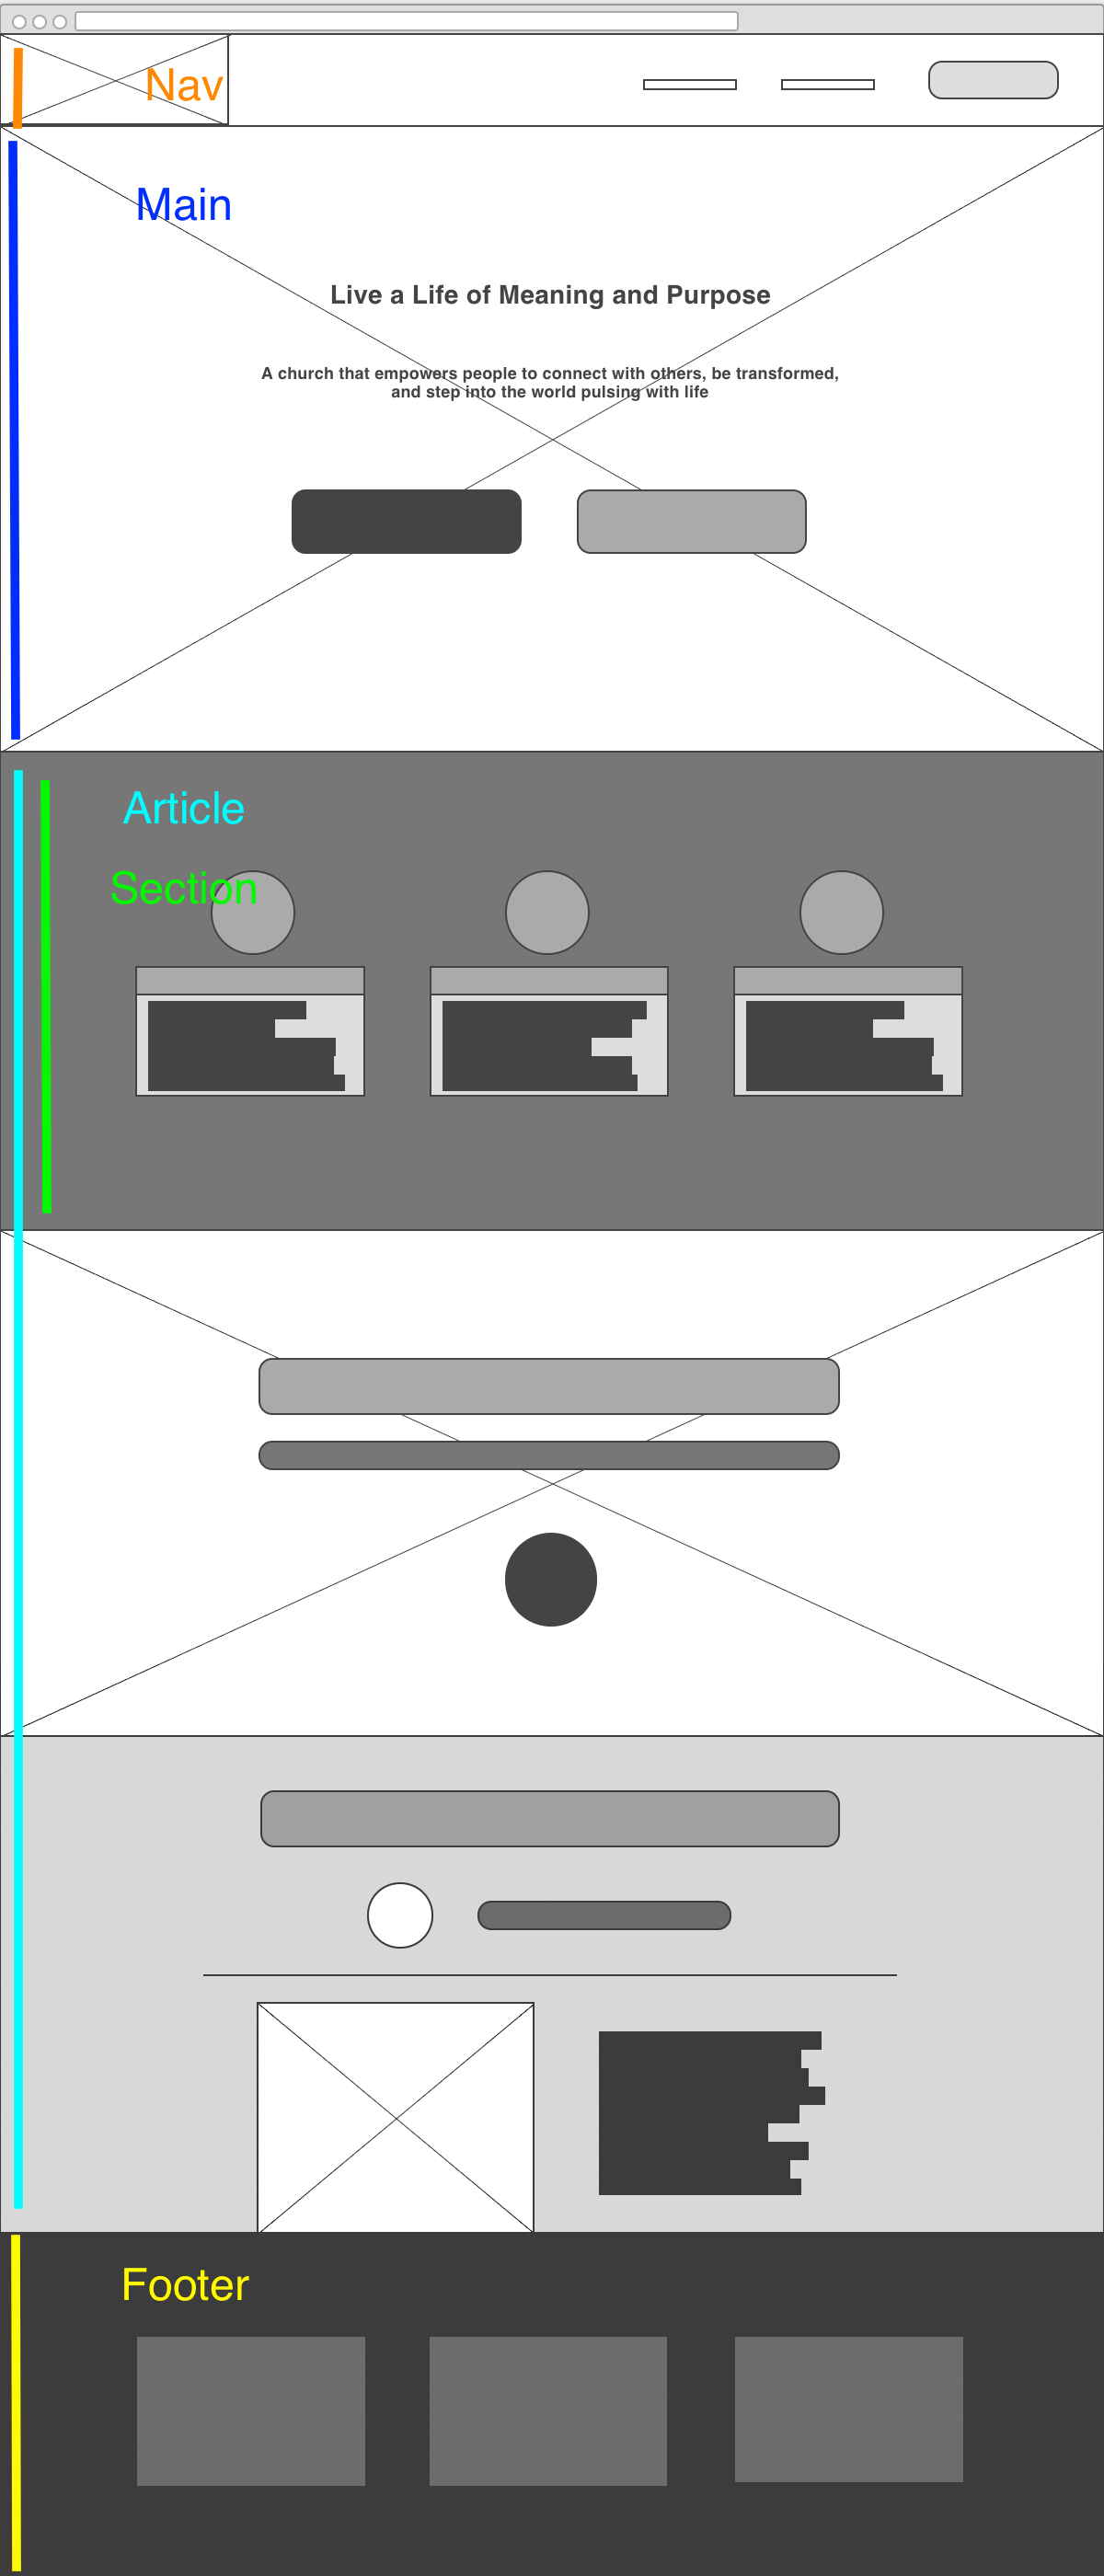 Nav
Main
Live a Life of Meaning and Purpose
A church that empowers people to connect with others, be transformed,
and step into the world pulsing with life
Article
Section
Footer